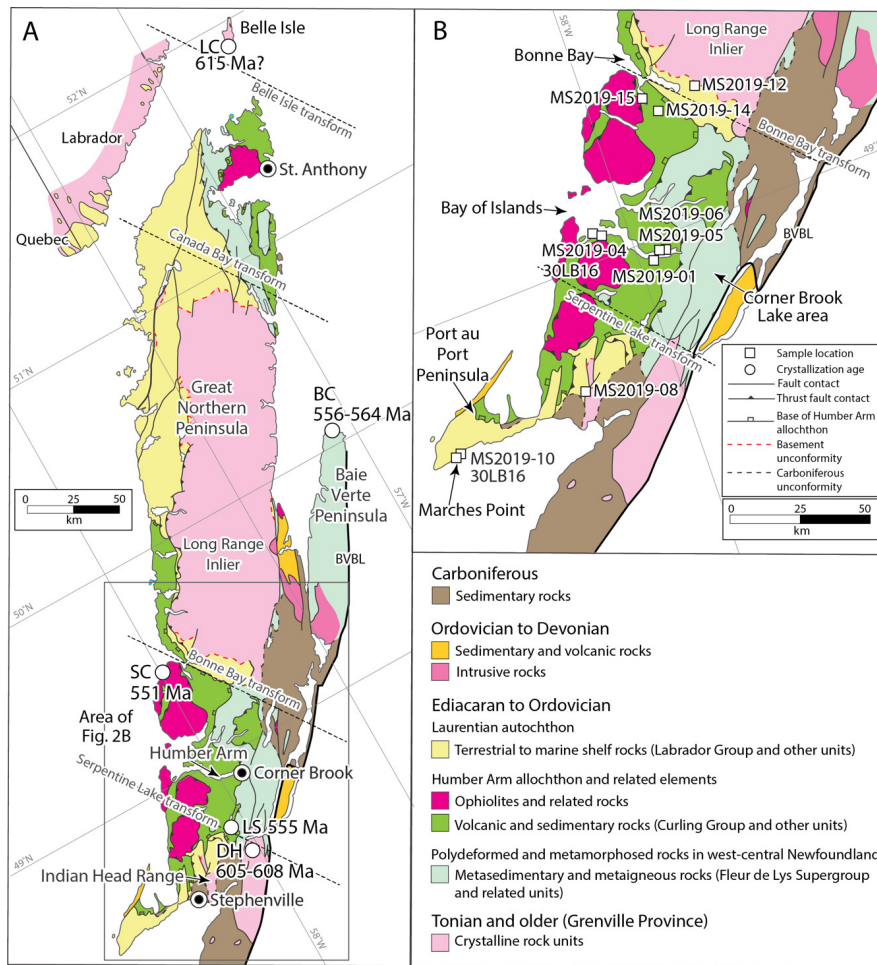 A
Belle Isle
LC
615 Ma?
52°N
Belle Isle transform
Labrador
St. Anthony
Quebec
Canada Bay transform
51°N
Great
Northern
Peninsula
BC
556-564 Ma
0 25 50
km
57°W
Baie
Verte
Peninsula
Long Range
Inlier
BVBL
50°N
Bonne Bay transform
SC
551 Ma
Area of
Fig. 2B
Humber Arm
Corner Brook
Serpentine Lake transform
LS 555 Ma
DH
605-608 Ma
49°N
Indian Head Range
Stephenville
58°W
B
58°W
Long Range
Inlier
Bonne Bay
MS2019-12
MS2019-15
MS2019-14
Bonne Bay transform
49°N
Bay of Islands
MS2019-06
MS2019-05
BVBL
MS2019-04
30LB16
MS2019-01
Corner Brook
Lake area
Serpentine Lake transform
Port au
Port
Peninsula
MS2019-08
MS2019-10
30LB16
Marches Point
Sample location
Crystallization age
Fault contact
Thrust fault contact
Base of Humber Arm
allochthon
Basement
unconformity
Carboniferous
unconformity
0 25 50
km
Carboniferous
Sedimentary rocks
Ordovician to Devonian
Sedimentary and volcanic rocks
Intrusive rocks
Ediacaran to Ordovician
Laurentian autochthon
Terrestrial to marine shelf rocks (Labrador Group and other units)
Humber Arm allochthon and related elements
Ophiolites and related rocks
Volcanic and sedimentary rocks (Curling Group and other units)
Polydeformed and metamorphosed rocks in west-central Newfoundland
Metasedimentary and metaigneous rocks (Fleur de Lys Supergroup
and related units)
Tonian and older (Grenville Province)
Crystalline rock units